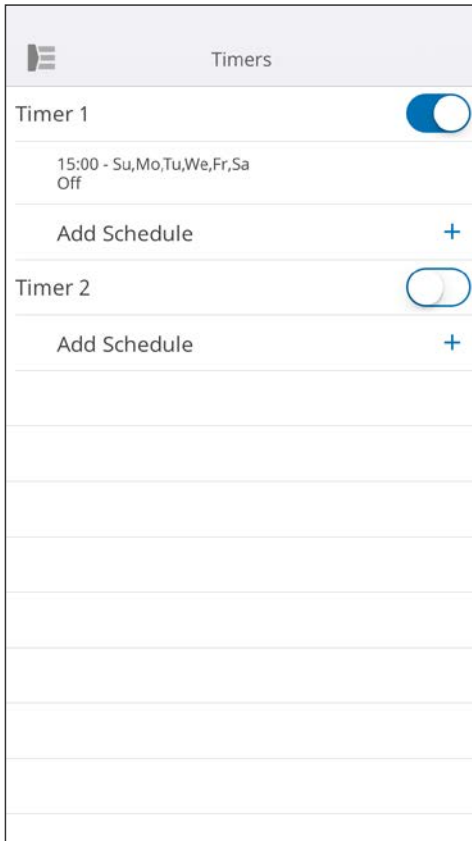 Timers
Timer 1
15:00 - Su,Mo,Tu,We,Fr,Sa
Off
Add Schedule +
Timer 2
Add Schedule +